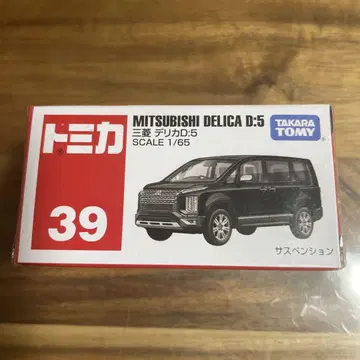 トミカ
39
MITSUBISHI DELICA D:5
三菱 デリカD:5
SCALE 1/65
TAKARA
TOMY
サスペンション